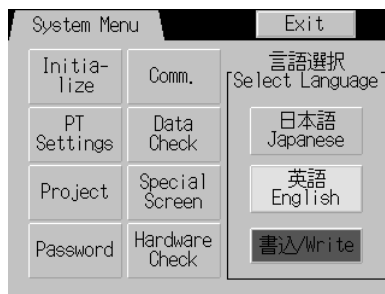 System Menu
Exit
Initia-
lize
Comm.
PT
Settings
Data
Check
Project
Special
Screen
Password
Hardware
Check
言語選択
Select Language
日本語
Japanese
英語
English
書込/Write